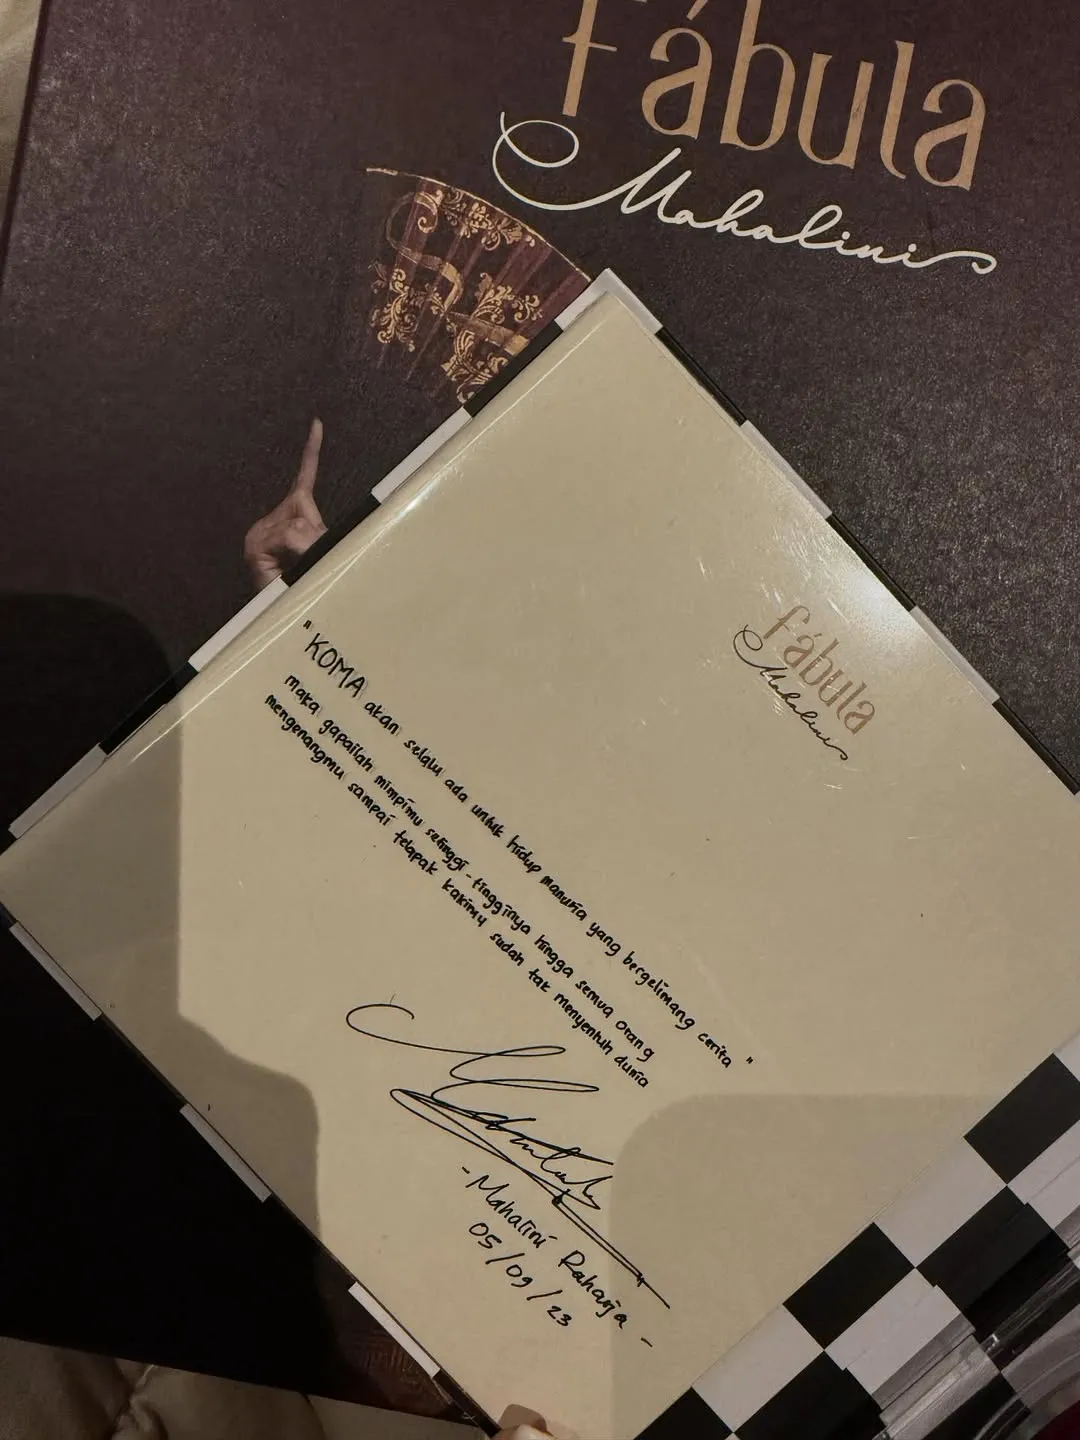 Fábula
Mahalini
Fábula
Mahalini
"KOMA akan selalu ada untuk hidup manusia yang bergelimang cerita"
maka gapailah mimpimu setinggi-tingginya hingga semua orang
mengenangmu sampai telapak kakimu sudah tak menyentuh dunia
- Mahalini Raharja -
05/09/23